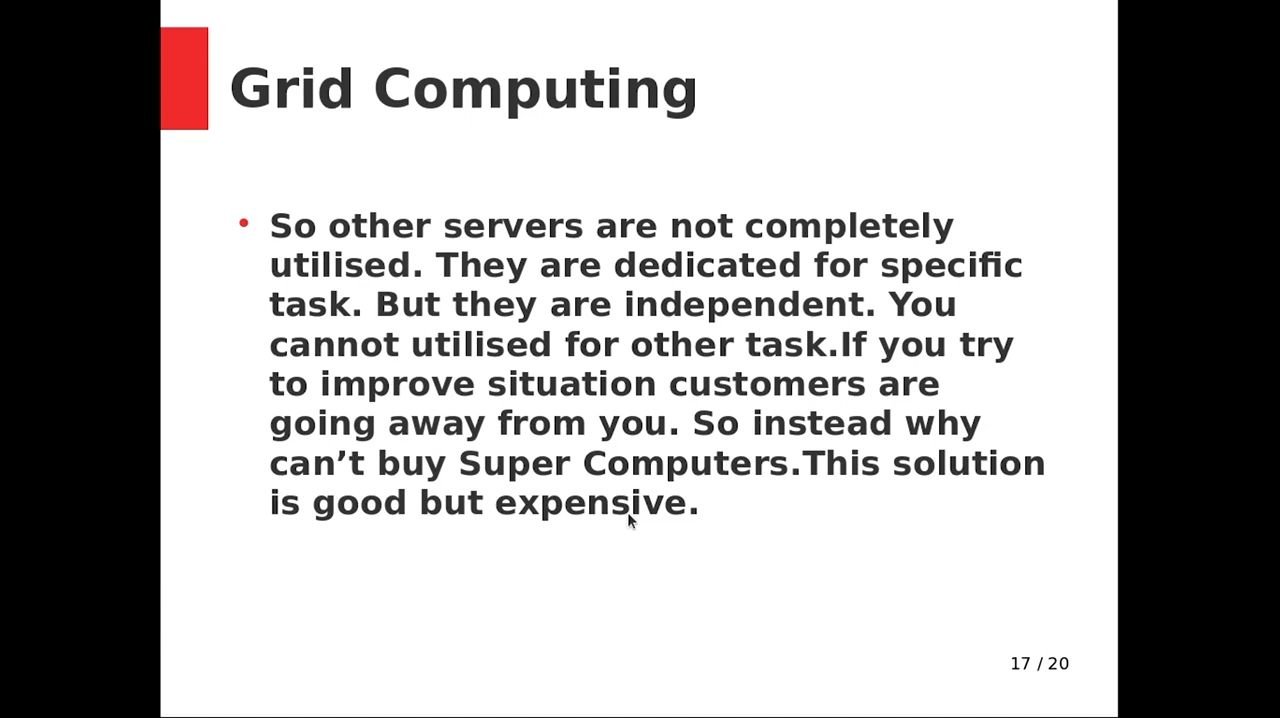 Grid Computing
• So other servers are not completely
utilised. They are dedicated for specific
task. But they are independent. You
cannot utilised for other task.If you try
to improve situation customers are
going away from you. So instead why
can’t buy Super Computers.This solution
is good but expensive.
17 / 20